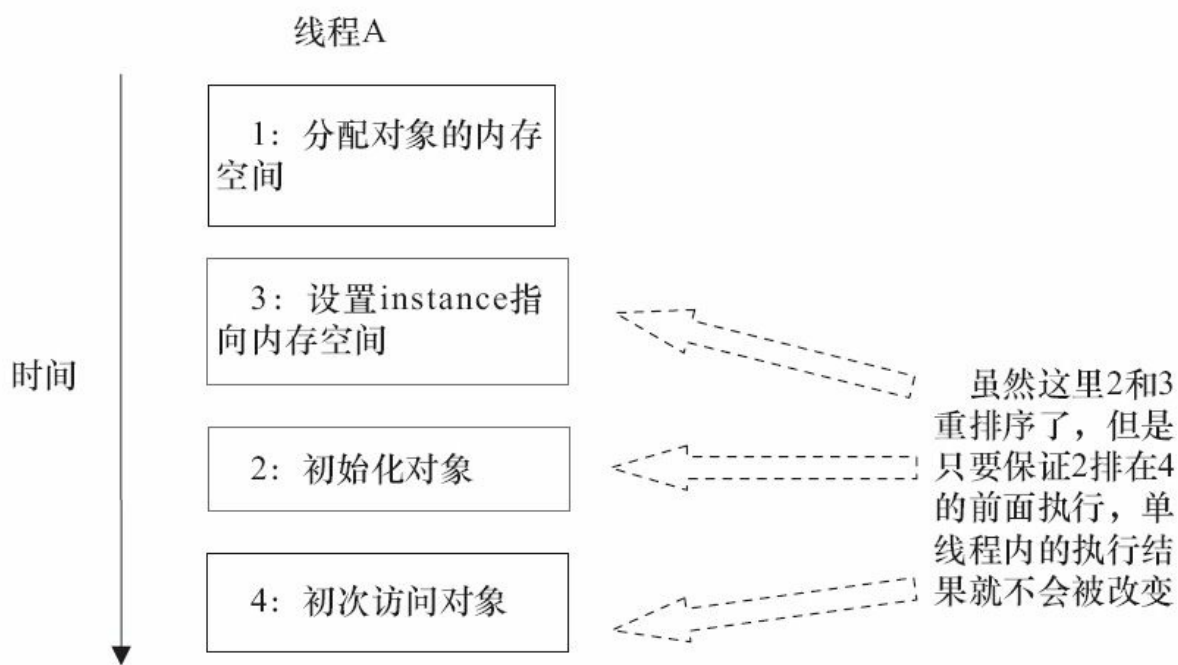 线程A
1：分配对象的内存
空间
3：设置instance指
向内存空间
时间
2：初始化对象
4：初次访问对象
虽然这里2和3
重排序了，但是
只要保证2排在4
的前面执行，单
线程内的执行结
果就不会被改变